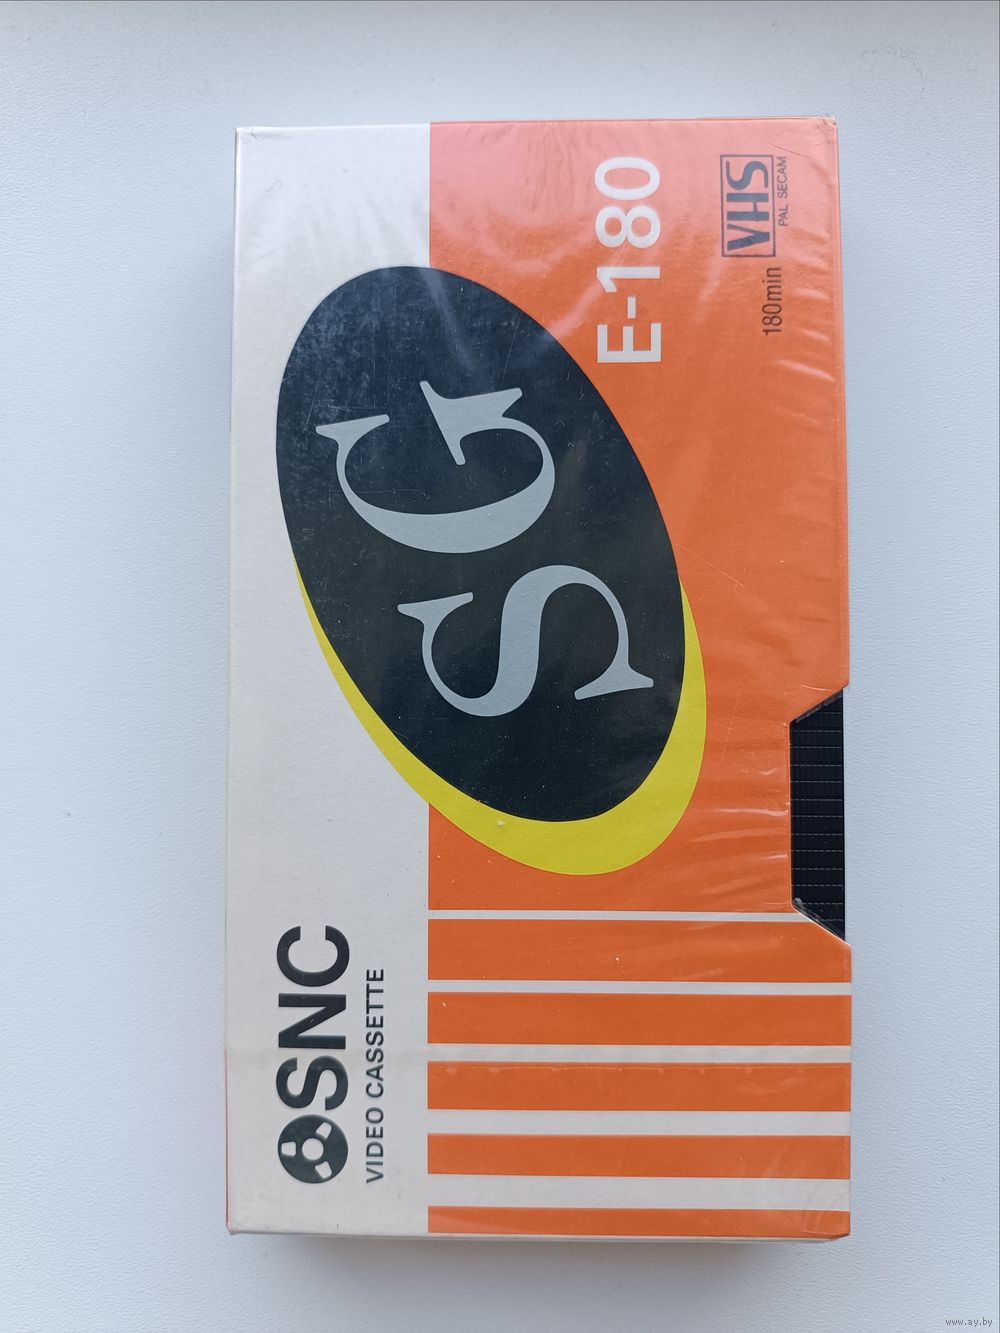 SNC
VIDEO CASSETTE
SG
E-180
180min
VHS
PAL SECAM
www.ay.by